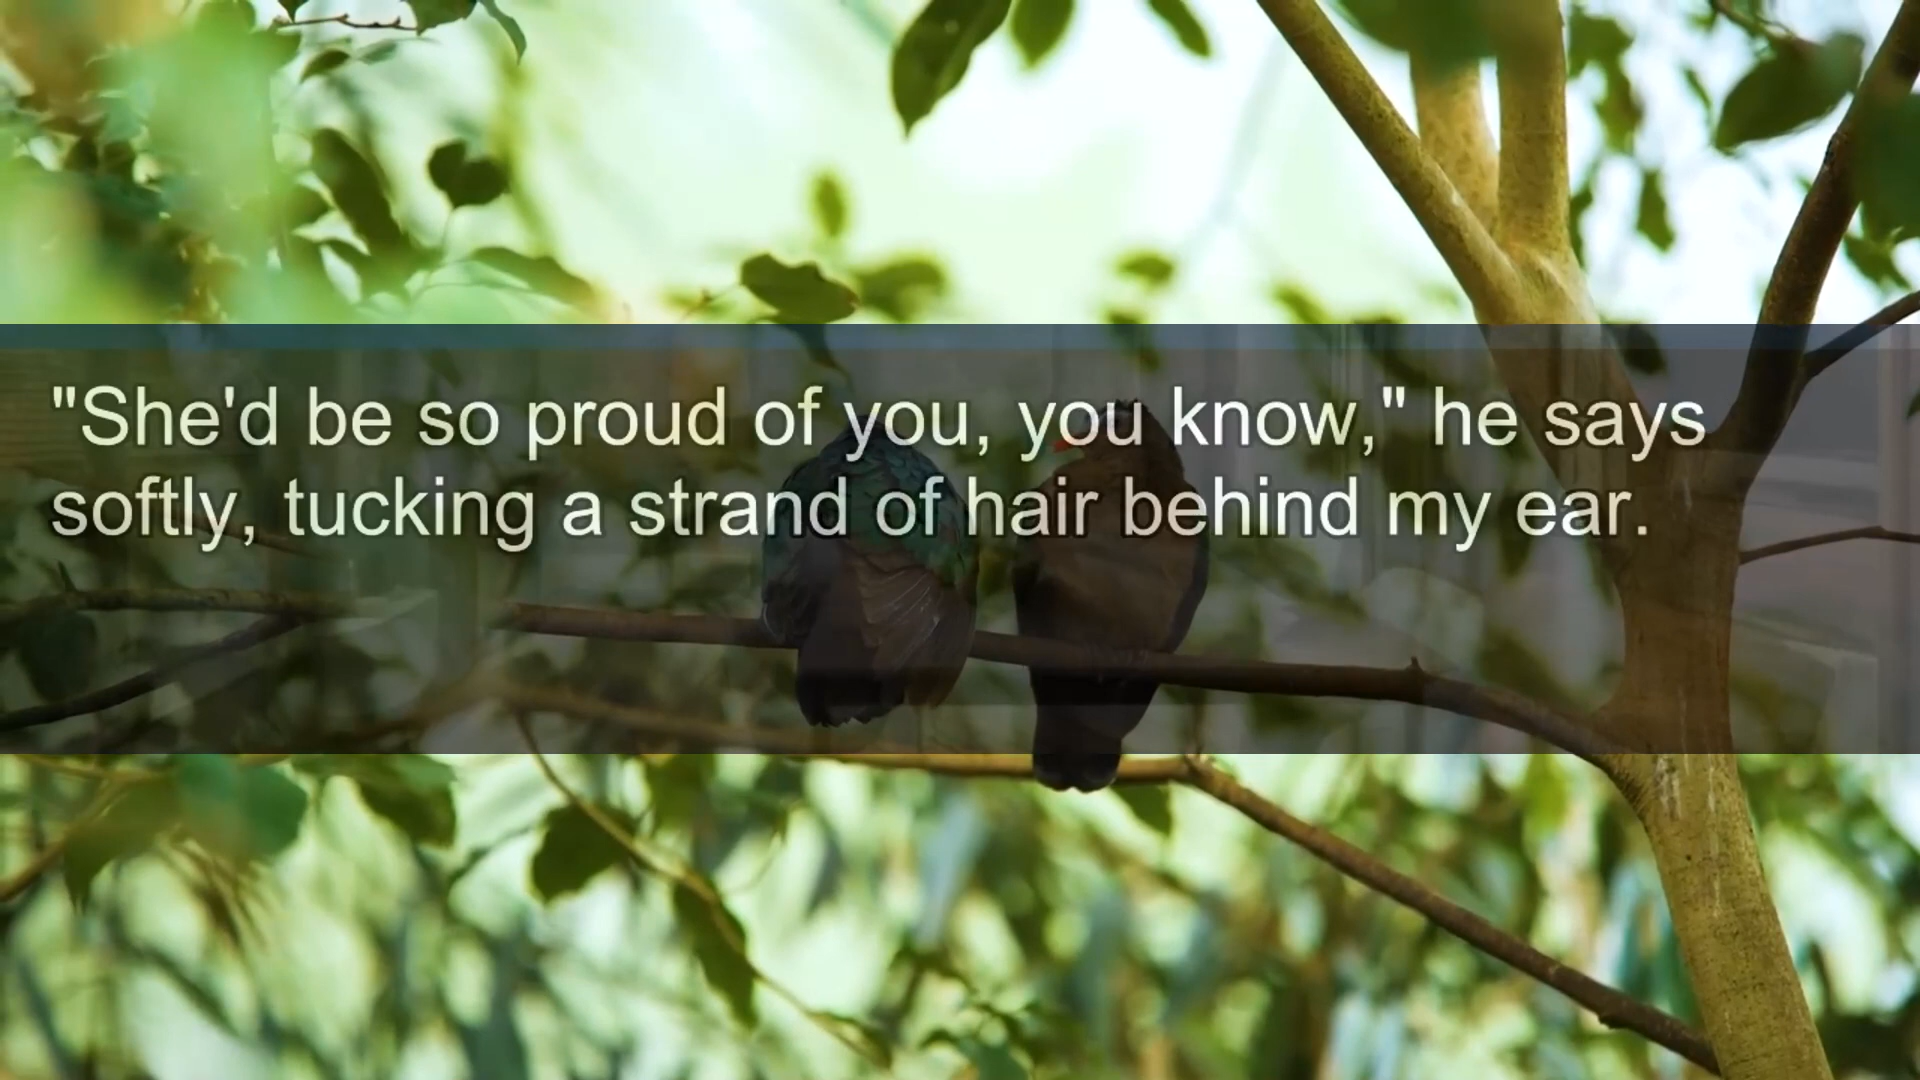 "She'd be so proud of you, you know," he says
softly, tucking a strand of hair behind my ear.